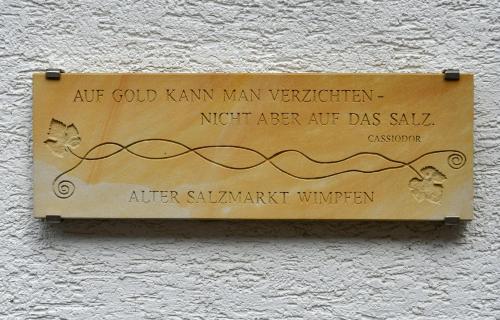 AUF GOLD KANN MAN VERZICHTEN -
NICHT ABER AUF DAS SALZ.
CASSIODOR
ALTER SALZMARKT WIMPFEN